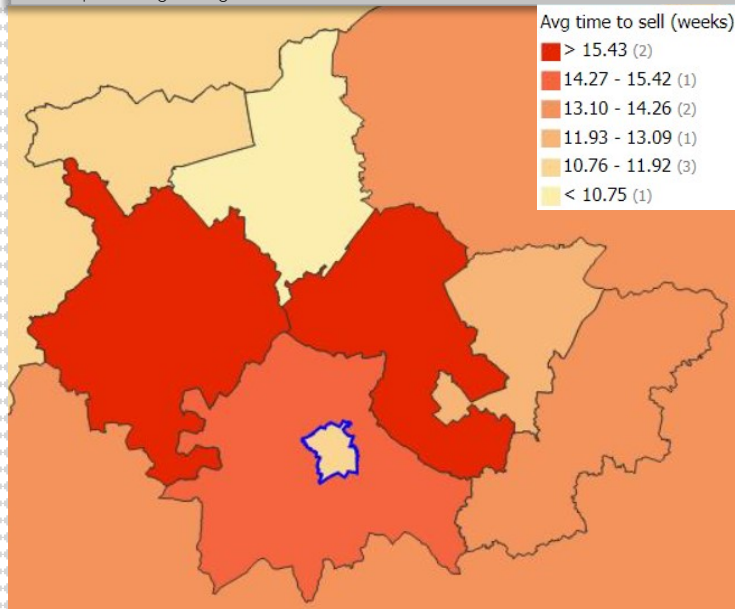 Avg time to sell (weeks)
> 15.43 (2)
14.27 - 15.42 (1)
13.10 - 14.26 (2)
11.93 - 13.09 (1)
10.76 - 11.92 (3)
< 10.75 (1)